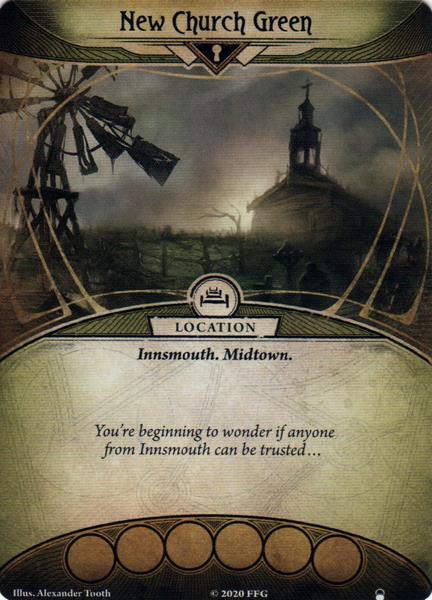 New Church Green
LOCATION
Innsmouth. Midtown.
You're beginning to wonder if anyone
from Innsmouth can be trusted…
Illus. Alexander Tooth
© 2020 FFG